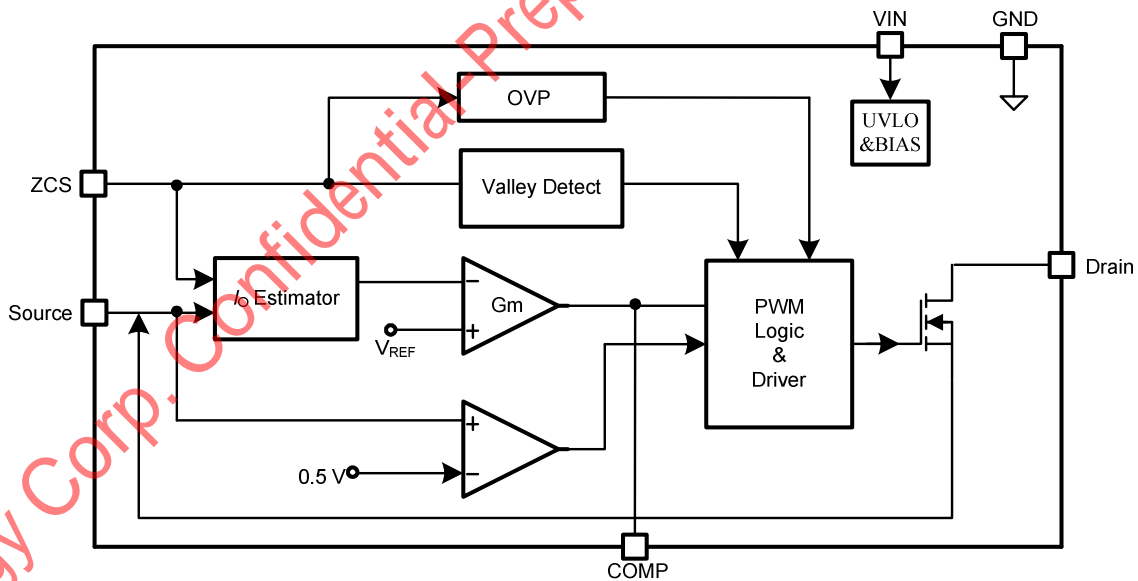 VIN
GND
OVP
UVLO
&BIAS
ZCS
Valley Detect
Source
IO Estimator
Gm
VREF
PWM
Logic
&
Driver
Drain
0.5 V
COMP
gy Corp. Confidential-Prep